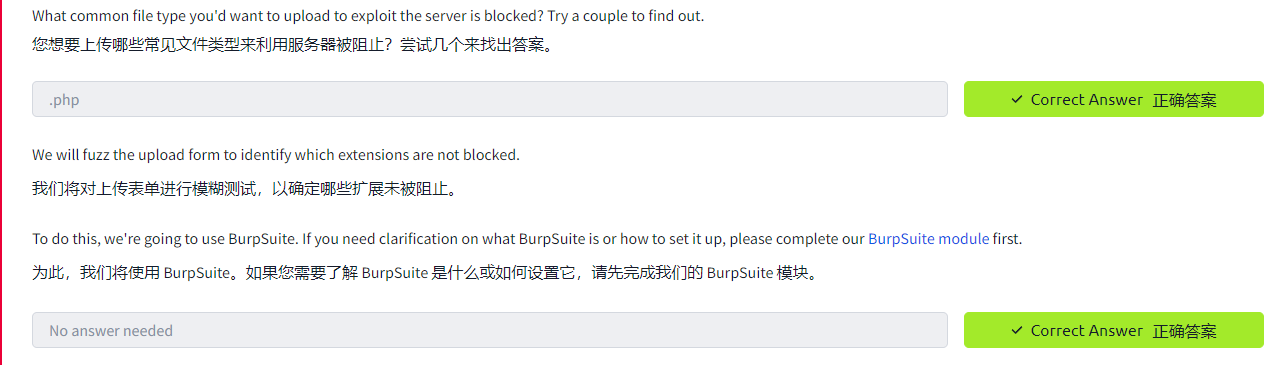 What common file type you'd want to upload to exploit the server is blocked? Try a couple to find out.
您想要上传哪些常见文件类型来利用服务器被阻止？尝试几个来找出答案。
.php
Correct Answer 正确答案
We will fuzz the upload form to identify which extensions are not blocked.
我们将对上传表单进行模糊测试，以确定哪些扩展未被阻止。
To do this, we're going to use BurpSuite. If you need clarification on what BurpSuite is or how to set it up, please complete our BurpSuite module first.
为此，我们将使用 BurpSuite。如果您需要了解 BurpSuite 是什么或如何设置它，请先完成我们的 BurpSuite 模块。
No answer needed
Correct Answer 正确答案